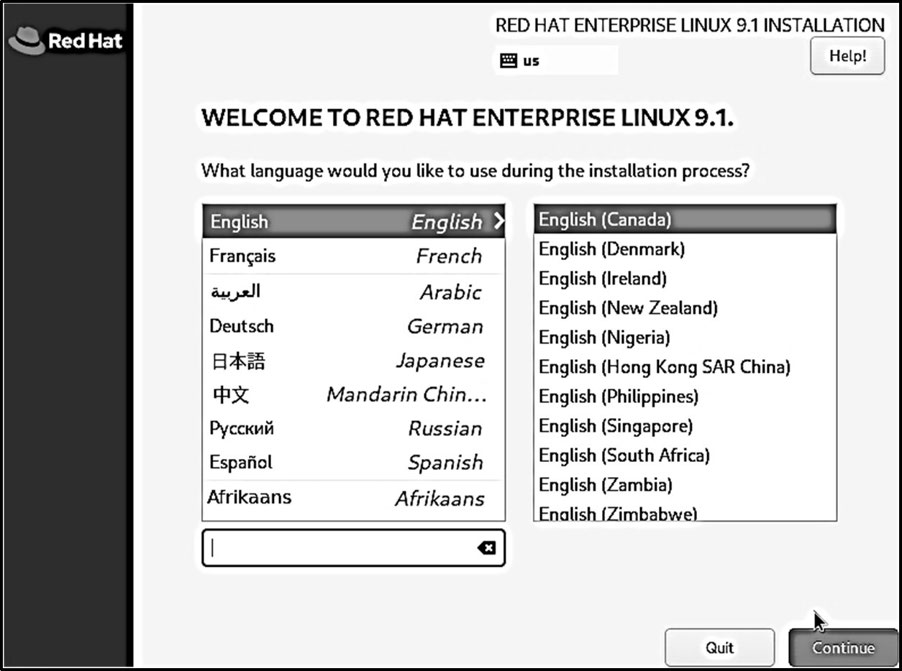 Red Hat
RED HAT ENTERPRISE LINUX 9.1 INSTALLATION
us
Help!
WELCOME TO RED HAT ENTERPRISE LINUX 9.1.
What language would you like to use during the installation process?
English English
Français French
العربية Arabic
Deutsch German
日本語 Japanese
中文 Mandarin Chin...
Русский Russian
Español Spanish
Afrikaans Afrikaans
English (Canada)
English (Denmark)
English (Ireland)
English (New Zealand)
English (Nigeria)
English (Hong Kong SAR China)
English (Philippines)
English (Singapore)
English (South Africa)
English (Zambia)
English (Zimbabwe)
Quit
Continue